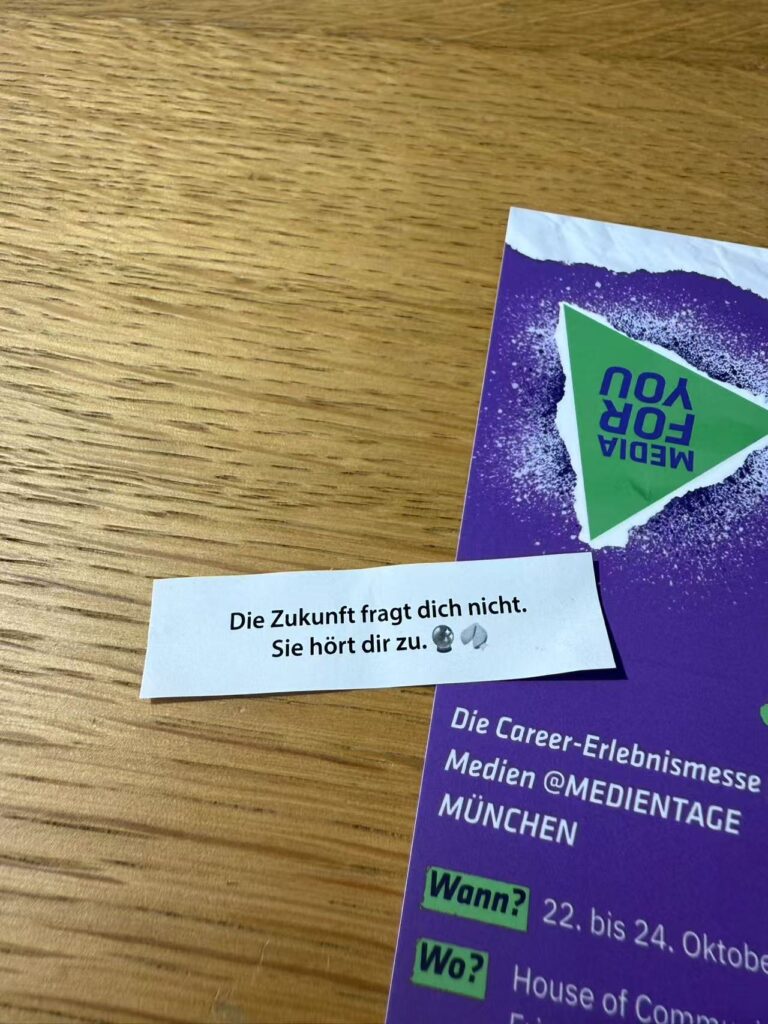 MEDIA
FOR
YOU
Die Zukunft fragt dich nicht.
Sie hört dir zu.🔮🥠
Die Career-Erlebnismesse
Medien @MEDIENTAGE
MÜNCHEN
Wann? 22. bis 24. Oktobe
Wo? House of